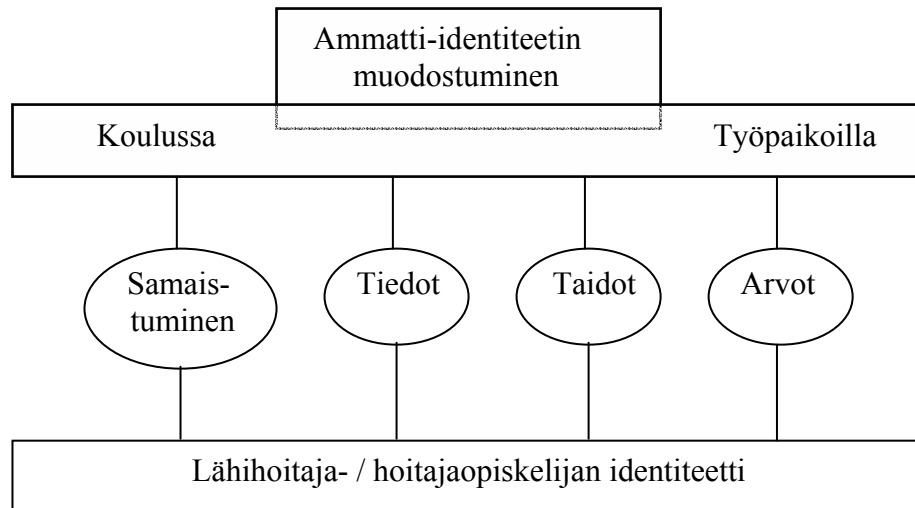 Ammatti-identiteetin
muodostuminen
Koulussa
Työpaikoilla
Samais-
tuminen
Tiedot
Taidot
Arvot
Lähihoitaja- / hoitajaopiskelijan identiteetti